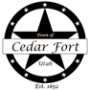 Town of
Cedar Fort
Utah
Est. 1852